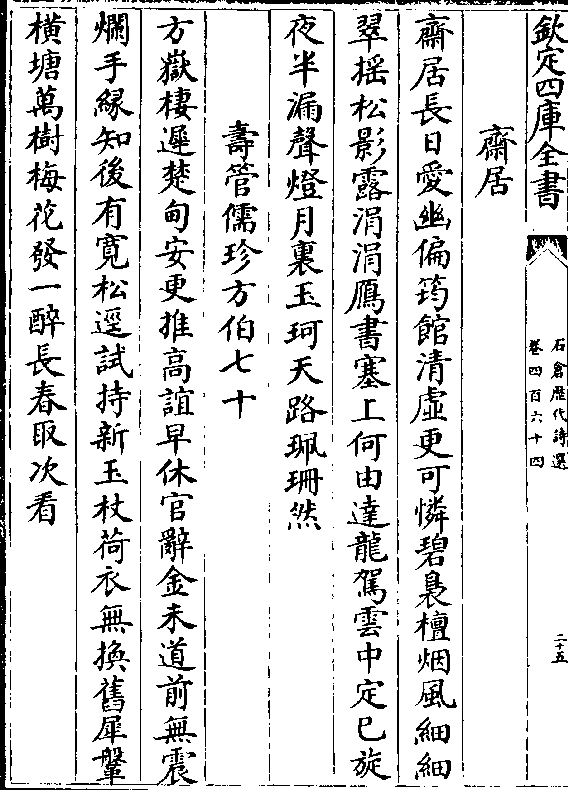 欽定四庫全書
石倉歷代詩選
卷四百六十四
二十五
齋居
齋居長日愛幽偏筠館清虛更可憐碧裊檀烟風細細
翠揺松影露涓涓鴈書塞上何由達龍駕雲中定已旋
夜半漏聲燈月裏玉珂天路珮珊然
壽管儒珍方伯七十
方嶽棲遲楚甸安更推高誼早休官辭金未道前無震
爛手緣知後有寛松逕試持新玉杖荷衣無換舊犀鞶
橫塘萬樹梅花發一醉長春取次看